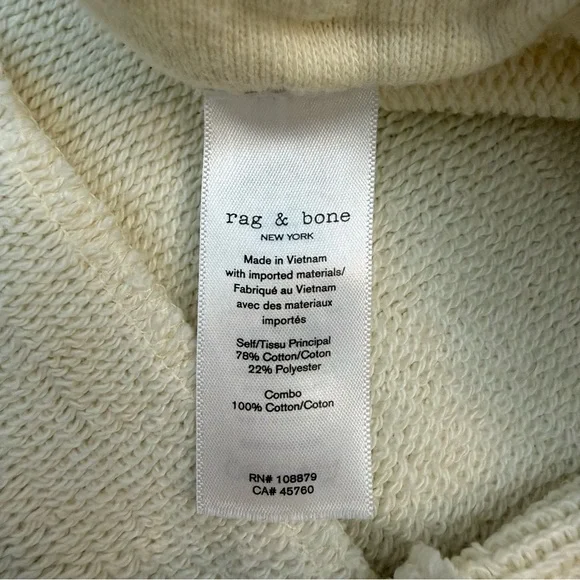 rag & bone
NEW YORK
Made in Vietnam
with imported materials/
Fabriqué au Vietnam
avec des materiaux
importés
Self/Tissu Principal
78% Cotton/Coton
22% Polyester
Combo
100% Cotton/Coton
RN# 108879
CA# 45760